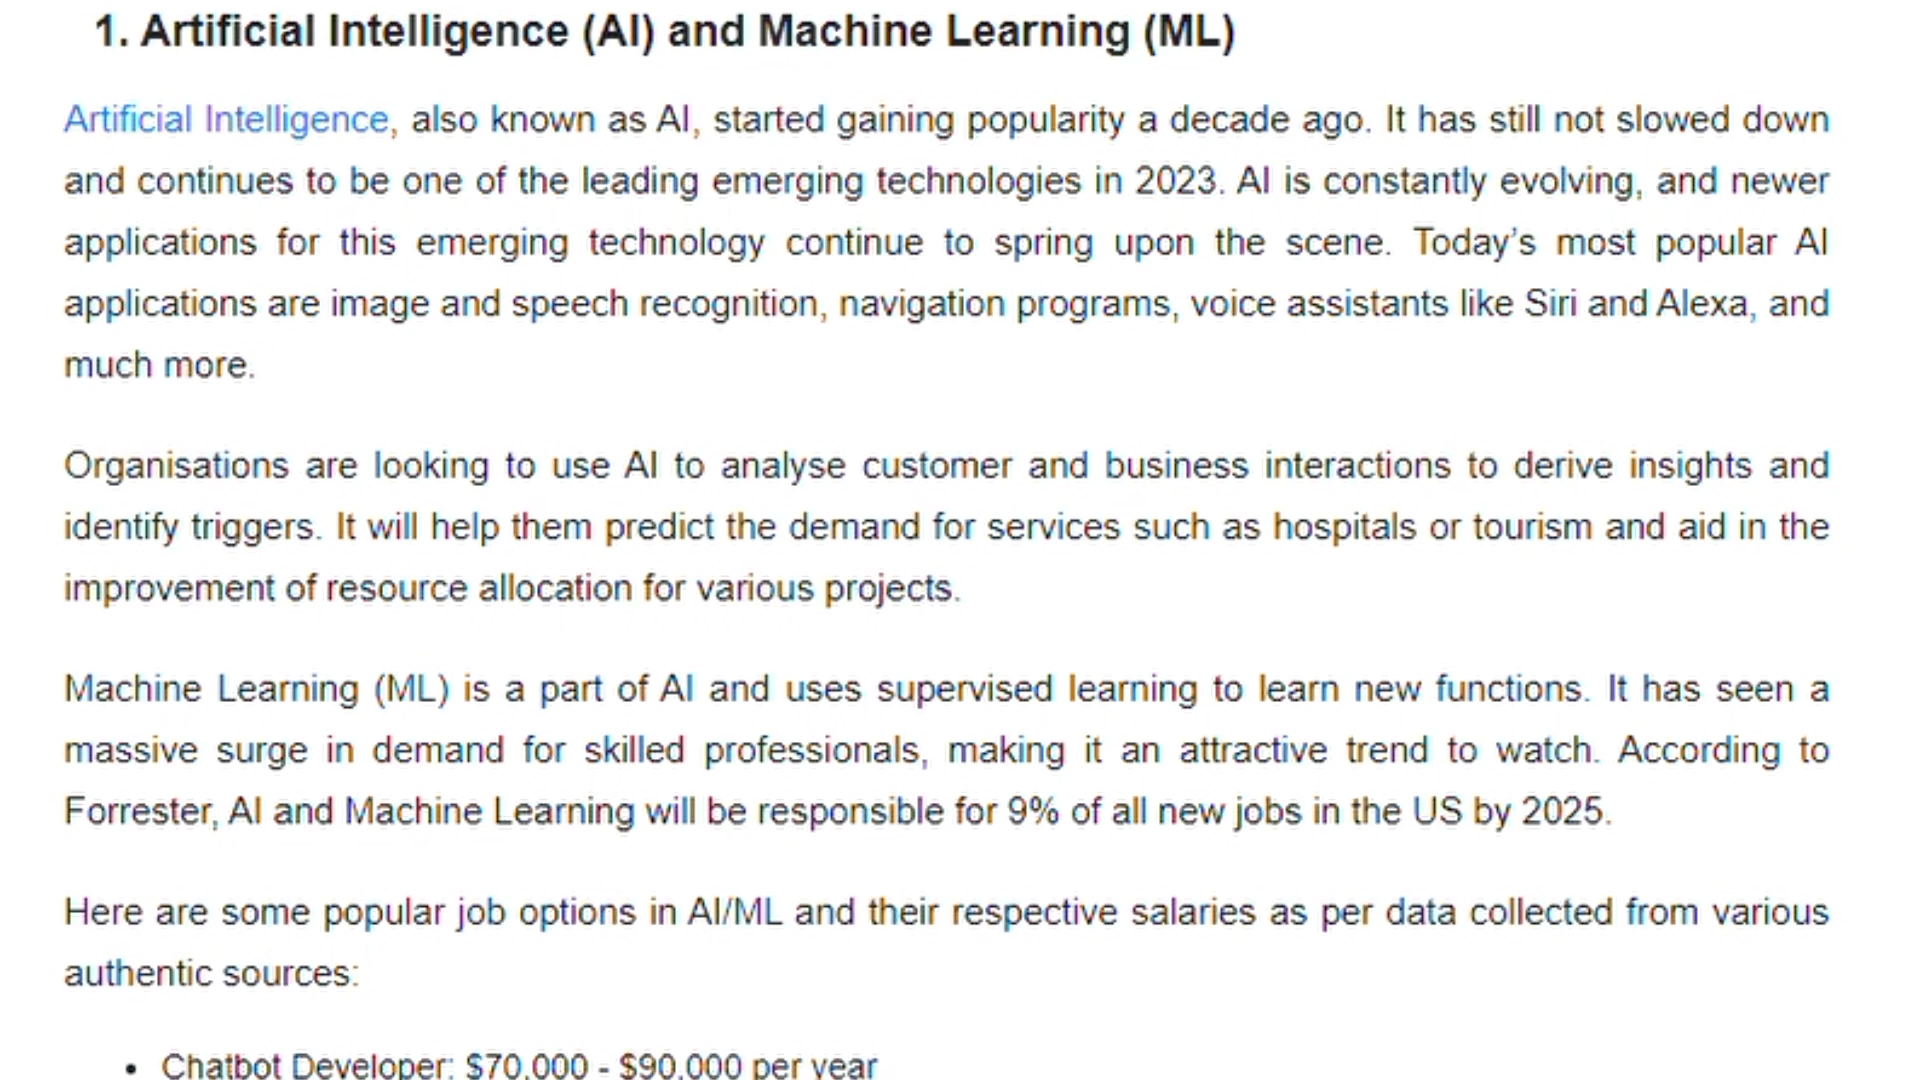 1. Artificial Intelligence (AI) and Machine Learning (ML)
Artificial Intelligence, also known as AI, started gaining popularity a decade ago. It has still not slowed down
and continues to be one of the leading emerging technologies in 2023. AI is constantly evolving, and newer
applications for this emerging technology continue to spring upon the scene. Today’s most popular AI
applications are image and speech recognition, navigation programs, voice assistants like Siri and Alexa, and
much more.
Organisations are looking to use AI to analyse customer and business interactions to derive insights and
identify triggers. It will help them predict the demand for services such as hospitals or tourism and aid in the
improvement of resource allocation for various projects.
Machine Learning (ML) is a part of AI and uses supervised learning to learn new functions. It has seen a
massive surge in demand for skilled professionals, making it an attractive trend to watch. According to
Forrester, AI and Machine Learning will be responsible for 9% of all new jobs in the US by 2025.
Here are some popular job options in AI/ML and their respective salaries as per data collected from various
authentic sources:
• Chatbot Developer: $70,000 - $90,000 per year